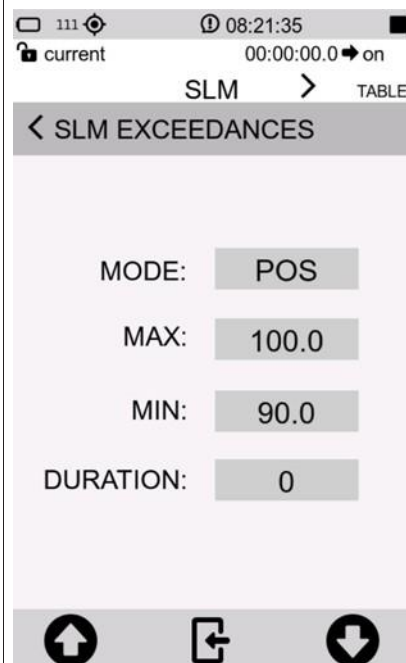 111 08:21:35
current 00:00:00.0 on
SLM > TABLE
< SLM EXCEEDANCES
MODE: POS
MAX: 100.0
MIN: 90.0
DURATION: 0